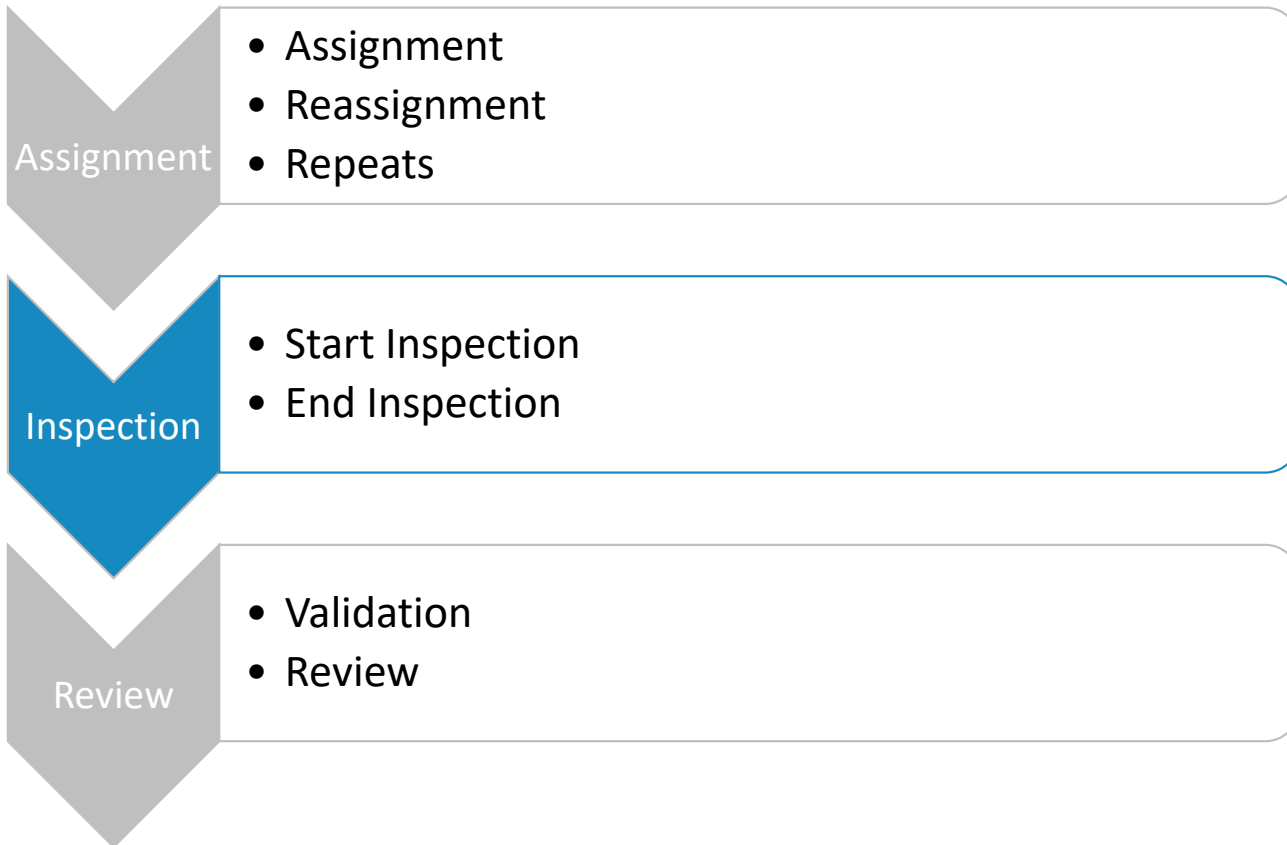 Assignment
• Assignment
• Reassignment
• Repeats
Inspection
• Start Inspection
• End Inspection
Review
• Validation
• Review